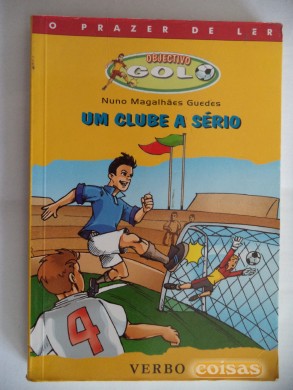 O PRAZER DE LER
OBJECTIVO
GOLO
Nuno Magalhães Guedes
UM CLUBE A SÉRIO
4
VERBO
coisas